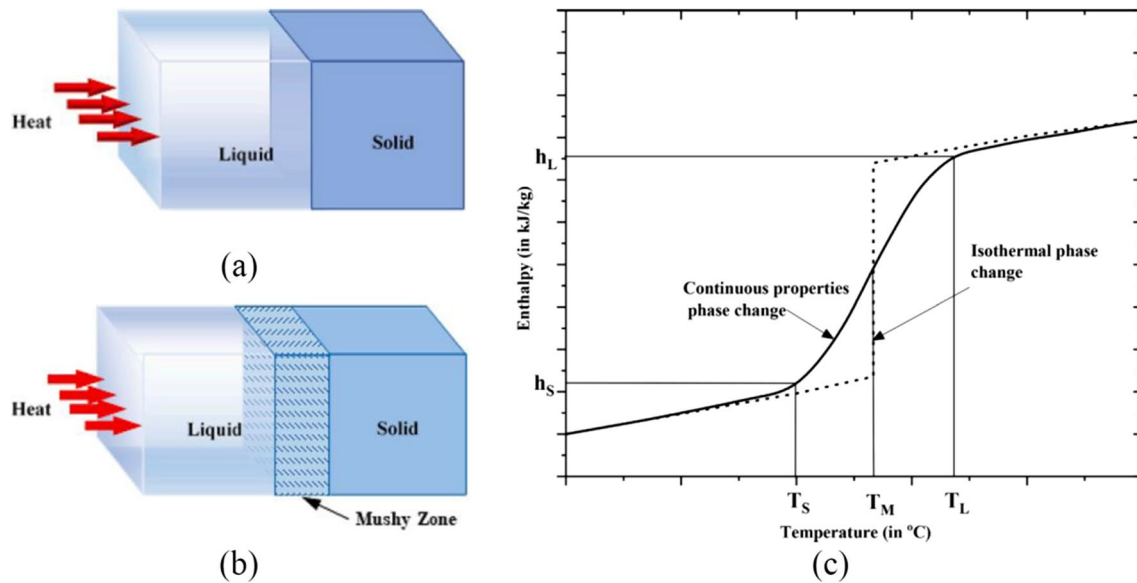 Heat
Liquid
Solid
(a)
Heat
Liquid
Solid
Mushy Zone
(b)
Enthalpy (in kJ/kg)
h_L
h_S
Continuous properties
phase change
Isothermal phase
change
T_S
T_M
T_L
Temperature (in °C)
(c)